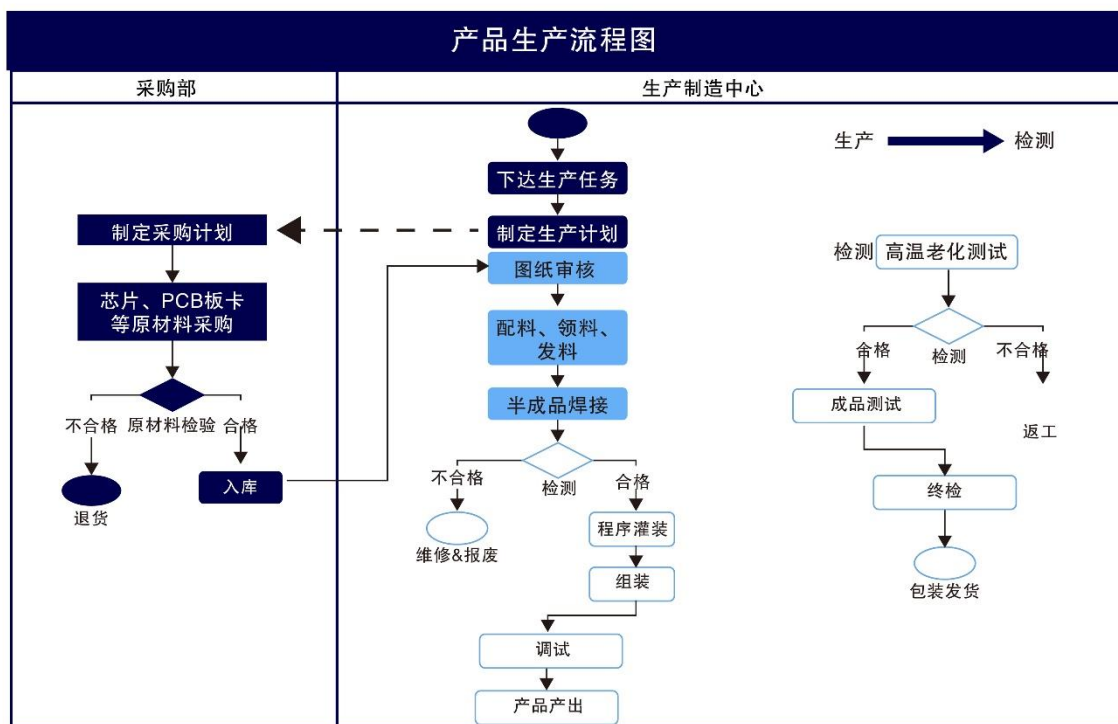 产品生产流程图
采购部
生产制造中心
生产
检测
下达生产任务
制定采购计划
制定生产计划
图纸审核
芯片、PCB板卡
等原材料采购
配料、领料、
发料
半成品焊接
不合格
原材料检验
合格
入库
退货
不合格
检测
合格
维修&报废
程序灌装
组装
调试
产品产出
检测
高温老化测试
合格
检测
不合格
成品测试
返工
终检
包装发货